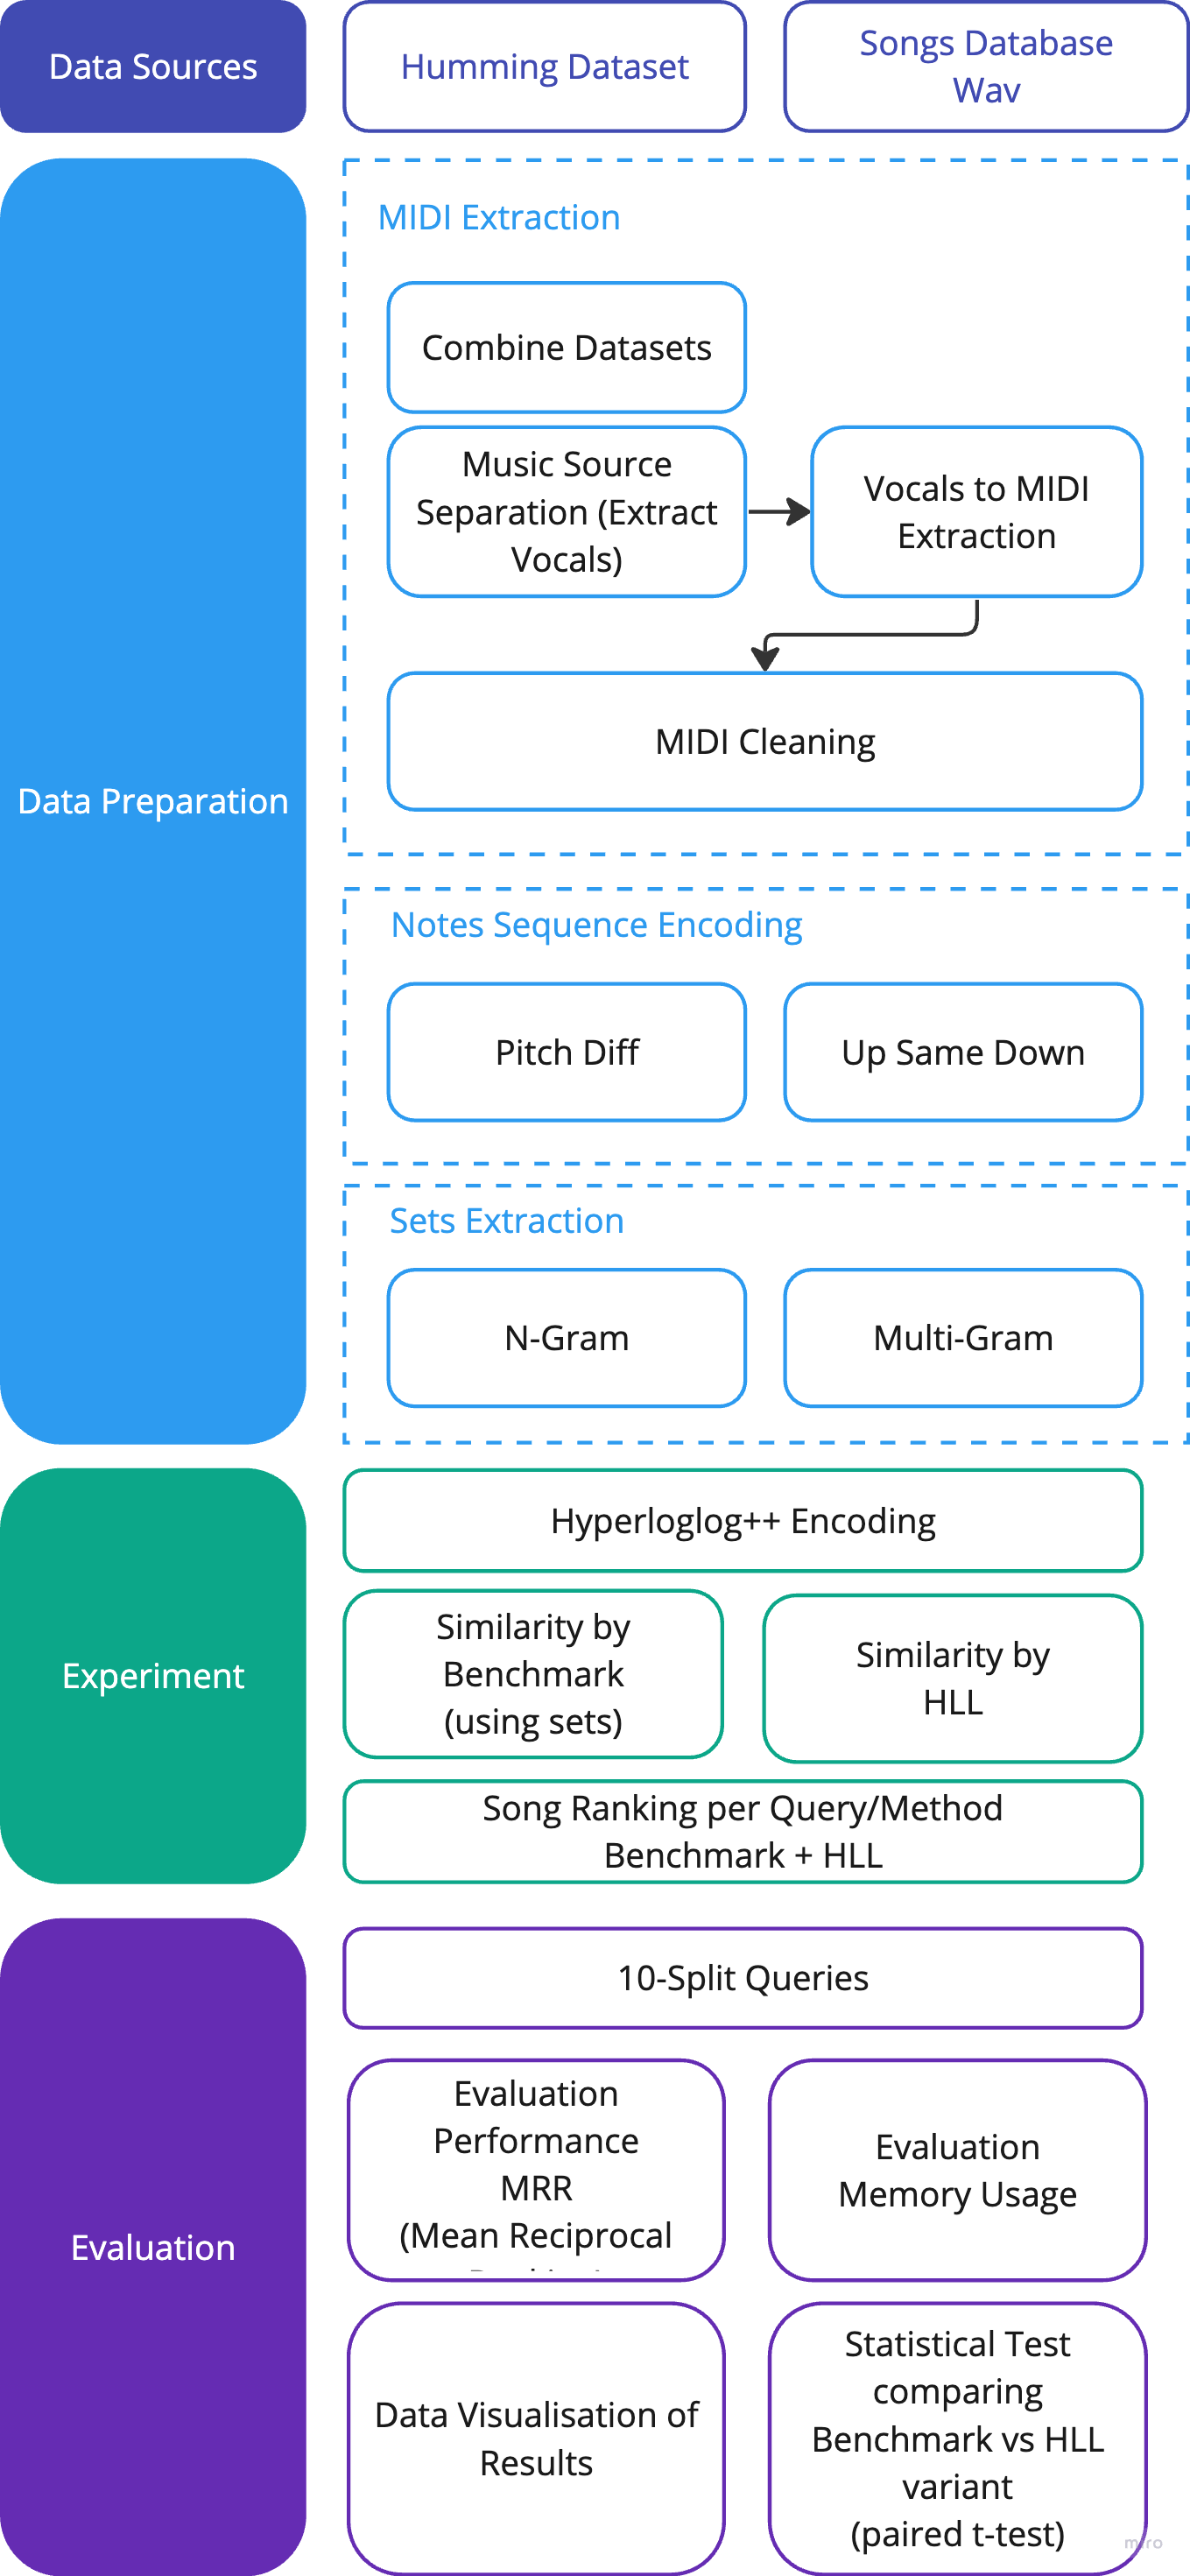 Data Sources
Humming Dataset
Songs Database
Wav
Data Preparation
MIDI Extraction
Combine Datasets
Music Source
Separation (Extract
Vocals)
Vocals to MIDI
Extraction
MIDI Cleaning
Notes Sequence Encoding
Pitch Diff
Up Same Down
Sets Extraction
N-Gram
Multi-Gram
Experiment
Hyperloglog++ Encoding
Similarity by
Benchmark
(using sets)
Similarity by
HLL
Song Ranking per Query/Method
Benchmark + HLL
Evaluation
10-Split Queries
Evaluation
Performance
MRR
(Mean Reciprocal
Evaluation
Memory Usage
Data Visualisation of
Results
Statistical Test
comparing
Benchmark vs HLL
variant
(paired t-test)
miro